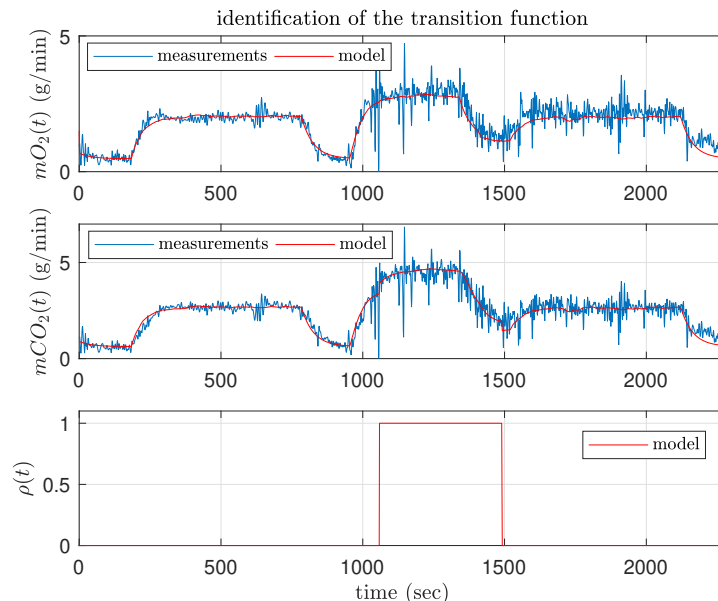 identification of the transition function
mO₂(t) (g/min)
5
0
measurements model
0 500 1000 1500 2000
mCO₂(t) (g/min)
5
0
measurements model
0 500 1000 1500 2000
ρ(t)
1
0.5
0
model
0 500 1000 1500 2000
time (sec)